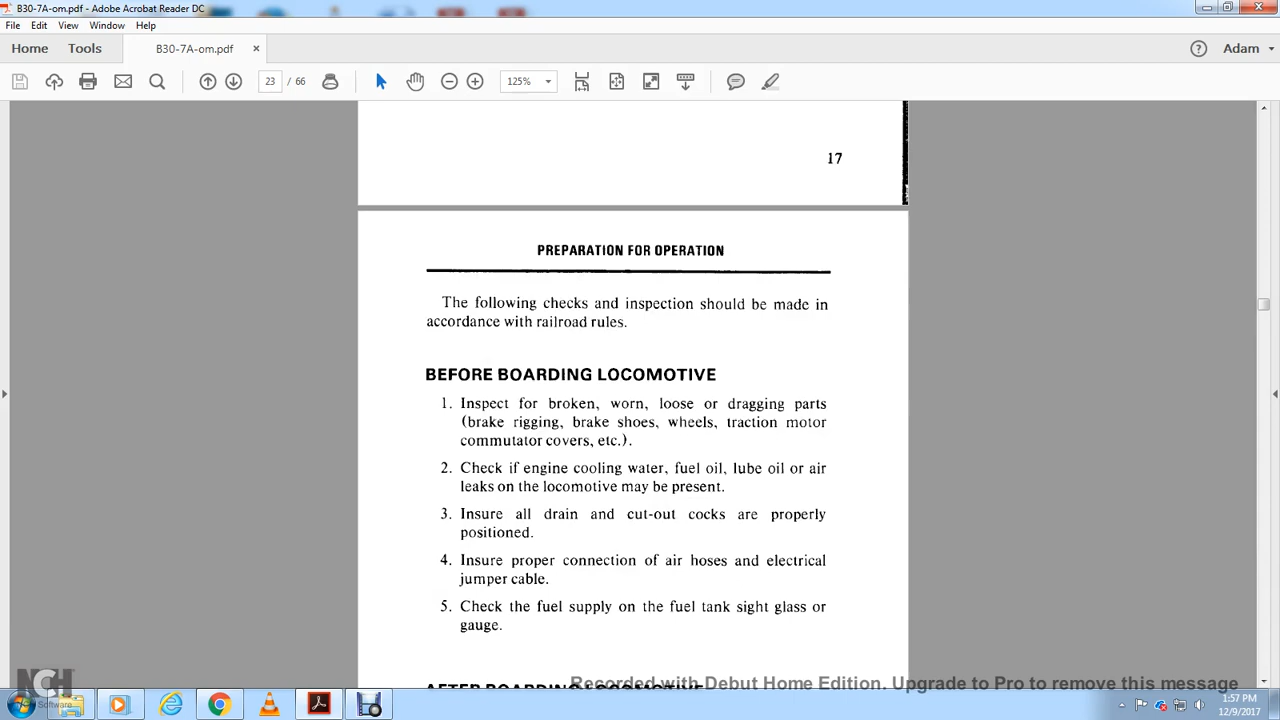 B30-7A-om.pdf - Adobe Acrobat Reader DC
File Edit View Window Help
Home Tools B30-7A-om.pdf × Adam
23 / 66 125%
17
PREPARATION FOR OPERATION
The following checks and inspection should be made in
accordance with railroad rules.
BEFORE BOARDING LOCOMOTIVE
1. Inspect for broken, worn, loose or dragging parts
(brake rigging, brake shoes, wheels, traction motor
commutator covers, etc.).
2. Check if engine cooling water, fuel oil, lube oil or air
leaks on the locomotive may be present.
3. Insure all drain and cut-out cocks are properly
positioned.
4. Insure proper connection of air hoses and electrical
jumper cable.
5. Check the fuel supply on the fuel tank sight glass or
gauge.
AFTER BOARDING LOCOMOTIVE
Recorded with Debut Home Edition. Upgrade to Pro to remove this message
NCH
Software
1:57 PM
12/9/2017